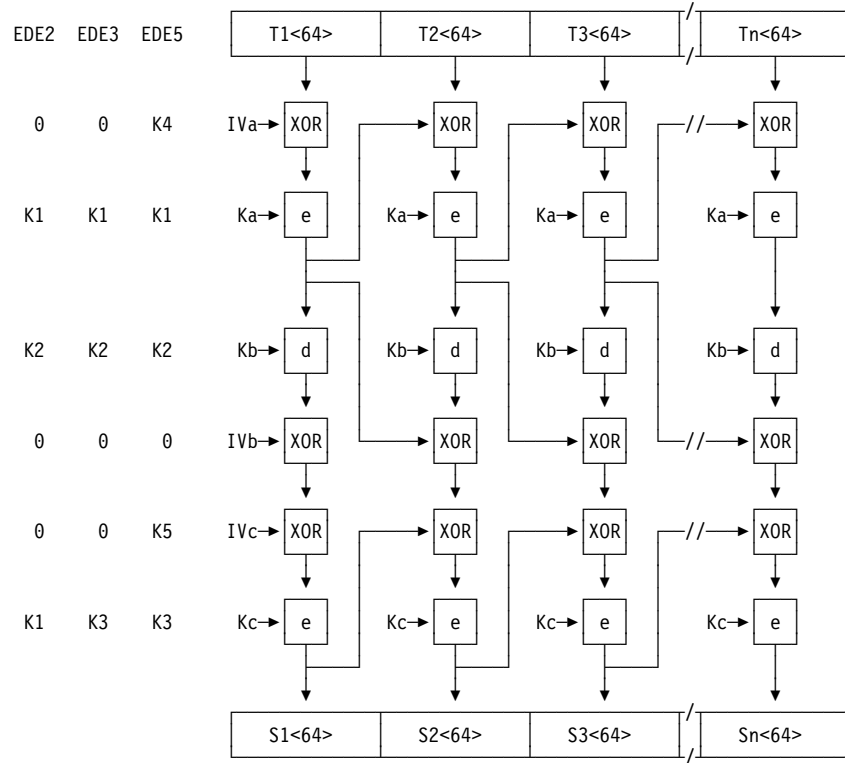 EDE2 EDE3 EDE5 T1<64> T2<64> T3<64> / / Tn<64>
0 0 K4 IVa XOR XOR XOR // XOR
K1 K1 K1 Ka e Ka e Ka e Ka e
K2 K2 K2 Kb d Kb d Kb d Kb d
0 0 0 IVb XOR XOR XOR // XOR
0 0 K5 IVc XOR XOR XOR // XOR
K1 K3 K3 Kc e Kc e Kc e Kc e
S1<64> S2<64> S3<64> / / Sn<64>